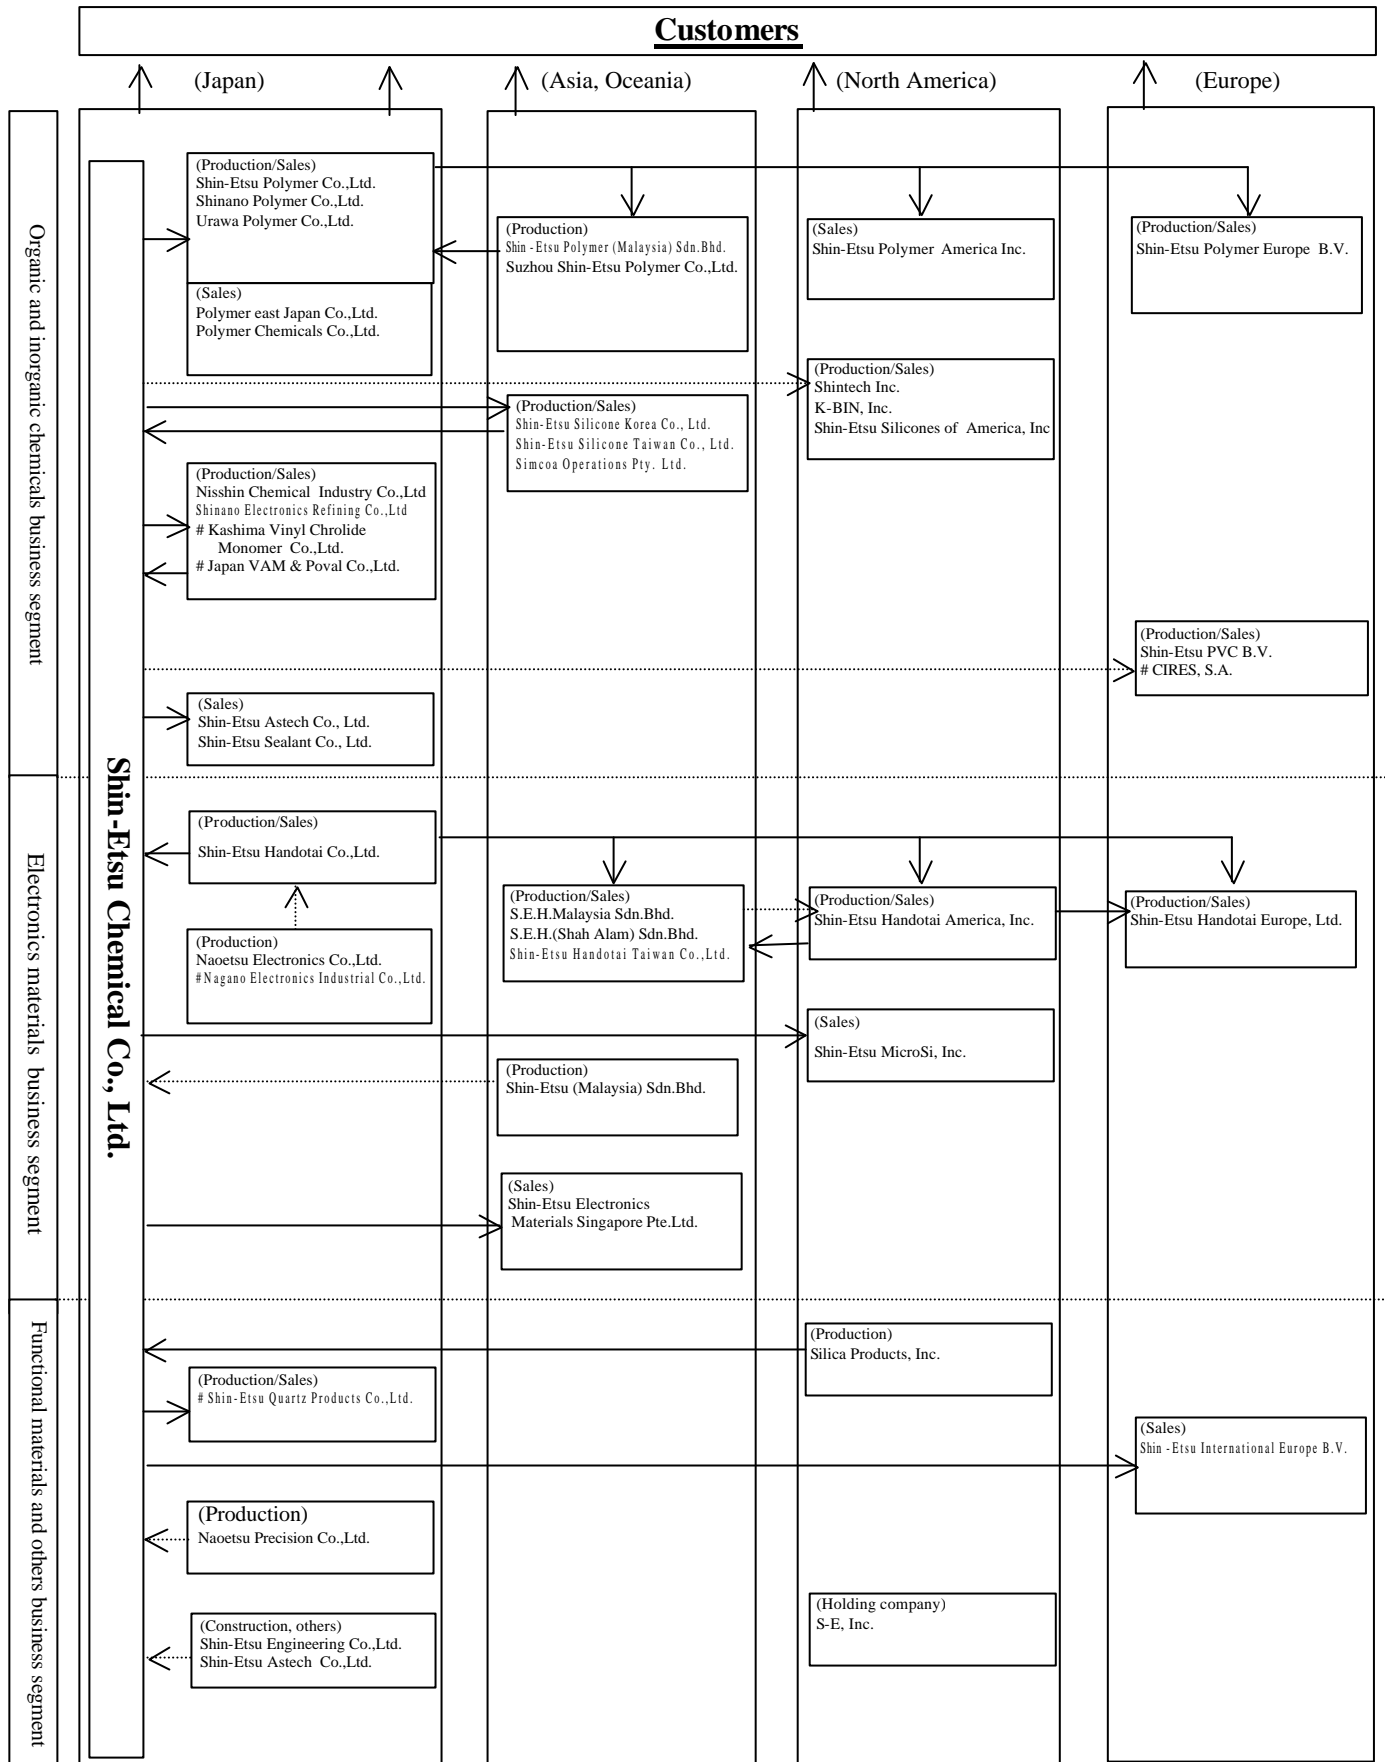 Customers
(Japan)
(Asia, Oceania)
(North America)
(Europe)
Organic and inorganic chemicals business segment
Shin-Etsu Chemical Co., Ltd.
(Production/Sales)
Shin-Etsu Polymer Co.,Ltd.
Shinano Polymer Co.,Ltd.
Urawa Polymer Co.,Ltd.
(Sales)
Polymer east Japan Co.,Ltd.
Polymer Chemicals Co.,Ltd.
(Production)
Shin-Etsu Polymer (Malaysia) Sdn.Bhd.
Suzhou Shin-Etsu Polymer Co.,Ltd.
(Sales)
Shin-Etsu Polymer America Inc.
(Production/Sales)
Shin-Etsu Polymer Europe B.V.
(Production/Sales)
Shintech Inc.
K-BIN, Inc.
Shin-Etsu Silicones of America, Inc
(Production/Sales)
Shin-Etsu Silicone Korea Co., Ltd.
Shin-Etsu Silicone Taiwan Co., Ltd.
Simcoa Operations Pty. Ltd.
(Production/Sales)
Nisshin Chemical Industry Co.,Ltd
Shinano Electronics Refining Co.,Ltd
# Kashima Vinyl Chrolide
Monomer Co.,Ltd.
# Japan VAM & Poval Co.,Ltd.
(Production/Sales)
Shin-Etsu PVC B.V.
# CIRES, S.A.
(Sales)
Shin-Etsu Astech Co., Ltd.
Shin-Etsu Sealant Co., Ltd.
Electronics materials business segment
(Production/Sales)
Shin-Etsu Handotai Co.,Ltd.
(Production)
Naoetsu Electronics Co.,Ltd.
#Nagano Electronics Industrial Co.,Ltd.
(Production/Sales)
S.E.H.Malaysia Sdn.Bhd.
S.E.H.(Shah Alam) Sdn.Bhd.
Shin-Etsu Handotai Taiwan Co.,Ltd.
(Production/Sales)
Shin-Etsu Handotai America, Inc.
(Production/Sales)
Shin-Etsu Handotai Europe, Ltd.
(Sales)
Shin-Etsu MicroSi, Inc.
(Production)
Shin-Etsu (Malaysia) Sdn.Bhd.
(Sales)
Shin-Etsu Electronics
Materials Singapore Pte.Ltd.
Functional materials and others business segment
(Production)
Silica Products, Inc.
(Production/Sales)
# Shin-Etsu Quartz Products Co.,Ltd.
(Sales)
Shin-Etsu International Europe B.V.
(Production)
Naoetsu Precision Co.,Ltd.
(Holding company)
S-E, Inc.
(Construction, others)
Shin-Etsu Engineering Co.,Ltd.
Shin-Etsu Astech Co.,Ltd.